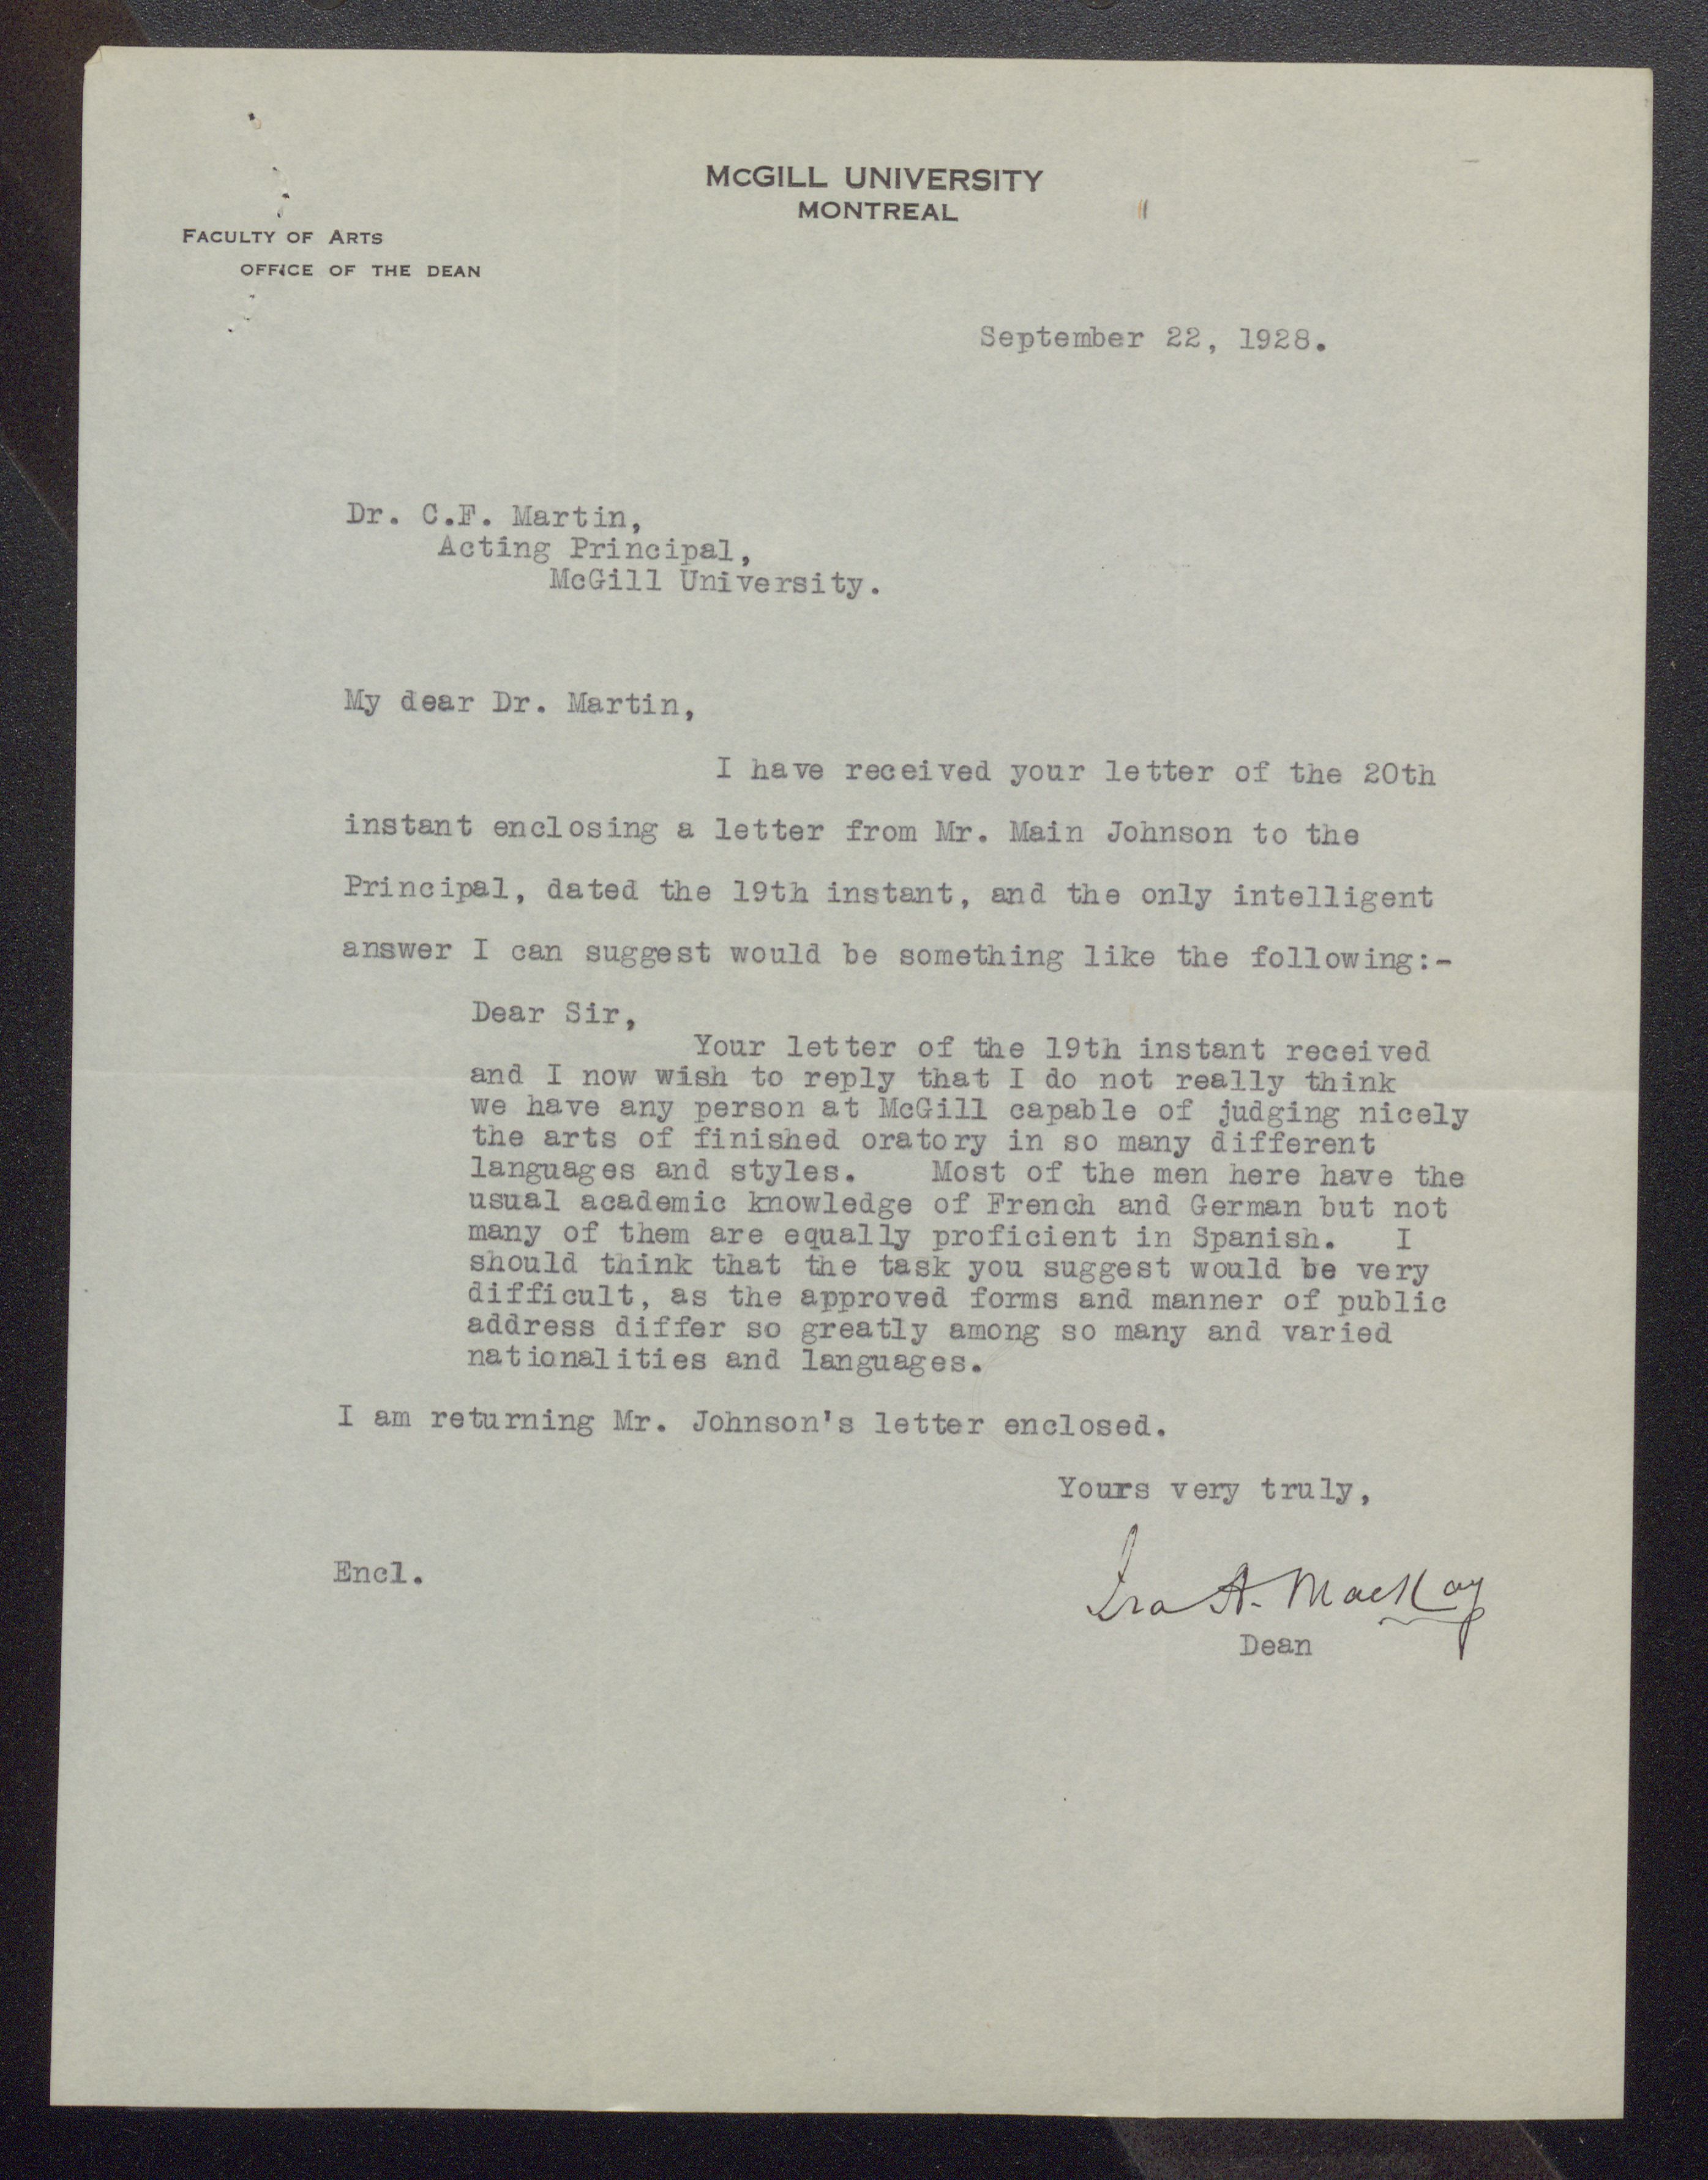 McGILL UNIVERSITY
MONTREAL
FACULTY OF ARTS
OFFICE OF THE DEAN
September 22, 1928.
Dr. C.F. Martin,
Acting Principal,
McGill University.
My dear Dr. Martin,
I have received your letter of the 20th
instant enclosing a letter from Mr. Main Johnson to the
Principal, dated the 19th instant, and the only intelligent
answer I can suggest would be something like the following:-
Dear Sir,
Your letter of the 19th instant received
and I now wish to reply that I do not really think
we have any person at McGill capable of judging nicely
the arts of finished oratory in so many different
languages and styles. Most of the men here have the
usual academic knowledge of French and German but not
many of them are equally proficient in Spanish. I
should think that the task you suggest would be very
difficult, as the approved forms and manner of public
address differ so greatly among so many and varied
nationalities and languages.
I am returning Mr. Johnson's letter enclosed.
Yours very truly,
Encl.
Ira A. MacKay
Dean